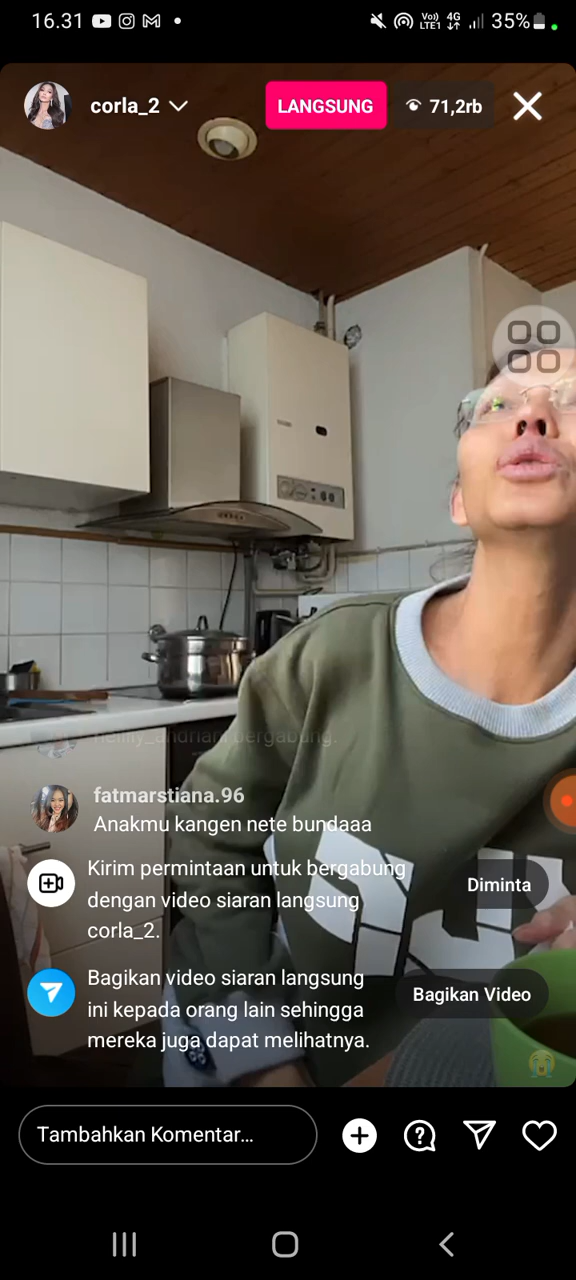 16.31
Vo))
LTE1
4G
35%
corla_2
LANGSUNG
71,2rb
neilly_andriani bergabung.
fatmarstiana.96
Anakmu kangen nete bundaaa
Kirim permintaan untuk bergabung
dengan video siaran langsung
corla_2.
Diminta
Bagikan video siaran langsung
ini kepada orang lain sehingga
mereka juga dapat melihatnya.
Bagikan Video
Tambahkan Komentar...